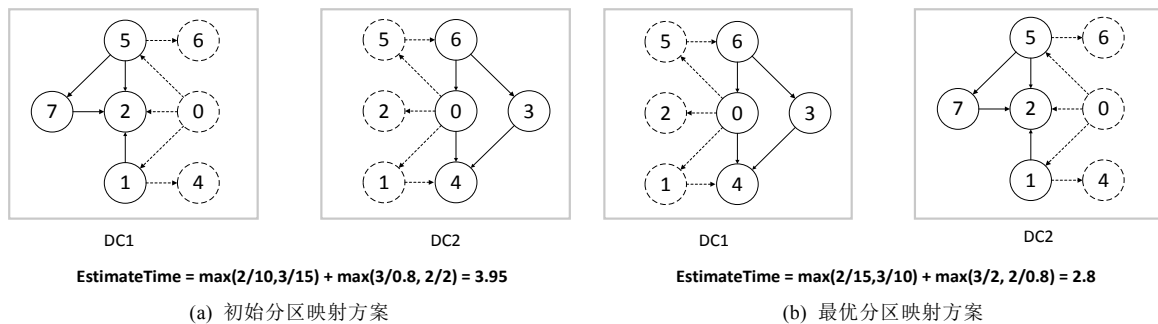 5 6
7 2 0
1 4
5 6
2 0 3
1 4
5 6
2 0 3
1 4
5 6
7 2 0
1 4
DC1 DC2 DC1 DC2
EstimateTime = max(2/10,3/15) + max(3/0.8, 2/2) = 3.95
EstimateTime = max(2/15,3/10) + max(3/2, 2/0.8) = 2.8
(a) 初始分区映射方案
(b) 最优分区映射方案